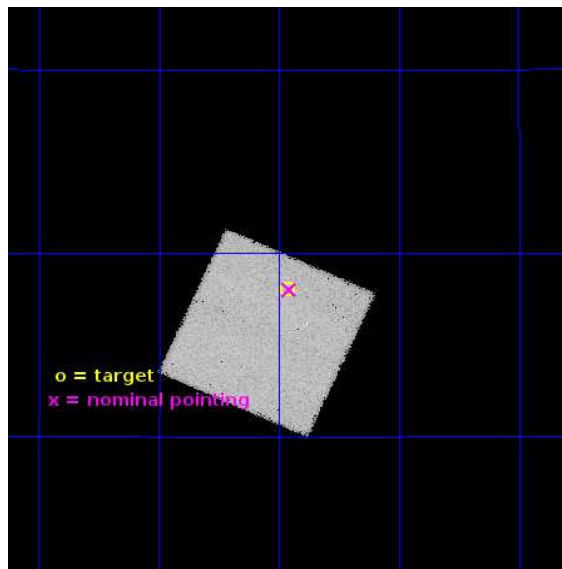 o = target
x = nominal pointing